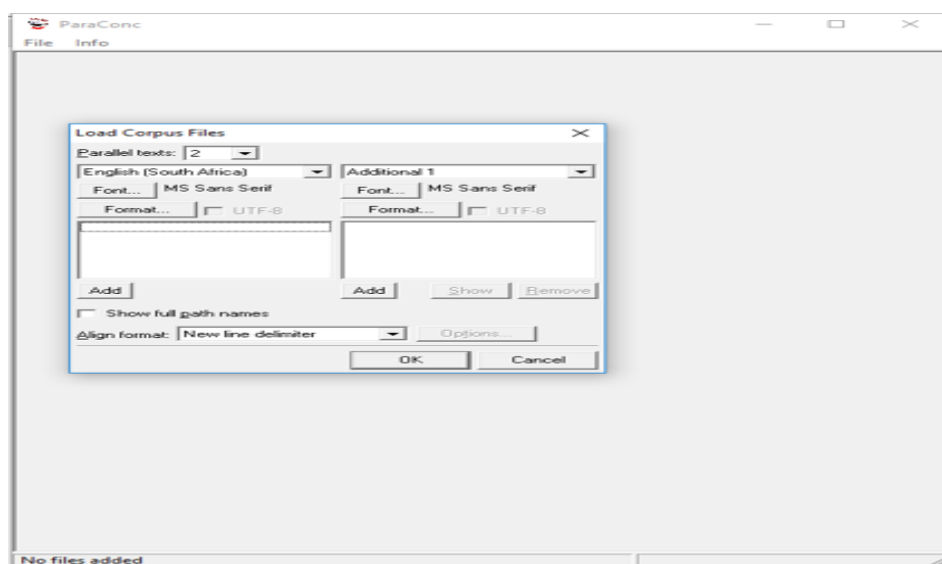 ParaConc
File Info
Load Corpus Files
Parallel texts: 2
English (South Africa) Additional 1
Font... MS Sans Serif Font... MS Sans Serif
Format... UTF-8 Format... UTF-8
Add Add Show Remove
Show full path names
Align format: New line delimiter Options...
OK Cancel
No files added